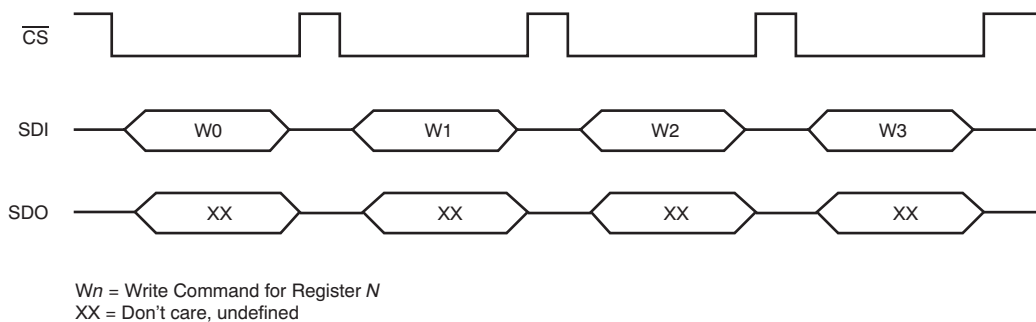 CS
SDI W0 W1 W2 W3
SDO XX XX XX XX
Wn = Write Command for Register N
XX = Don't care, undefined